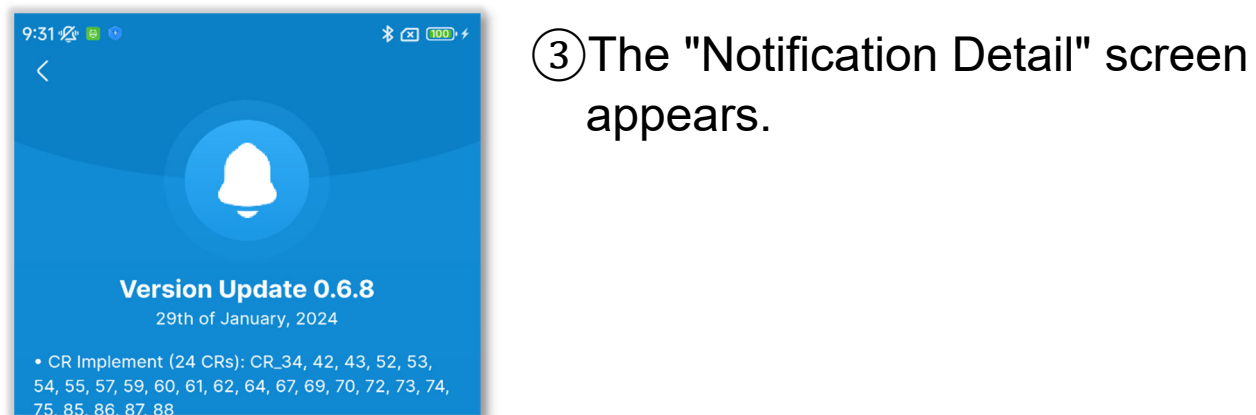 9:31
100
③The "Notification Detail" screen
appears.
Version Update 0.6.8
29th of January, 2024
• CR Implement (24 CRs): CR_34, 42, 43, 52, 53,
54, 55, 57, 59, 60, 61, 62, 64, 67, 69, 70, 72, 73, 74,
75, 85, 86, 87, 88